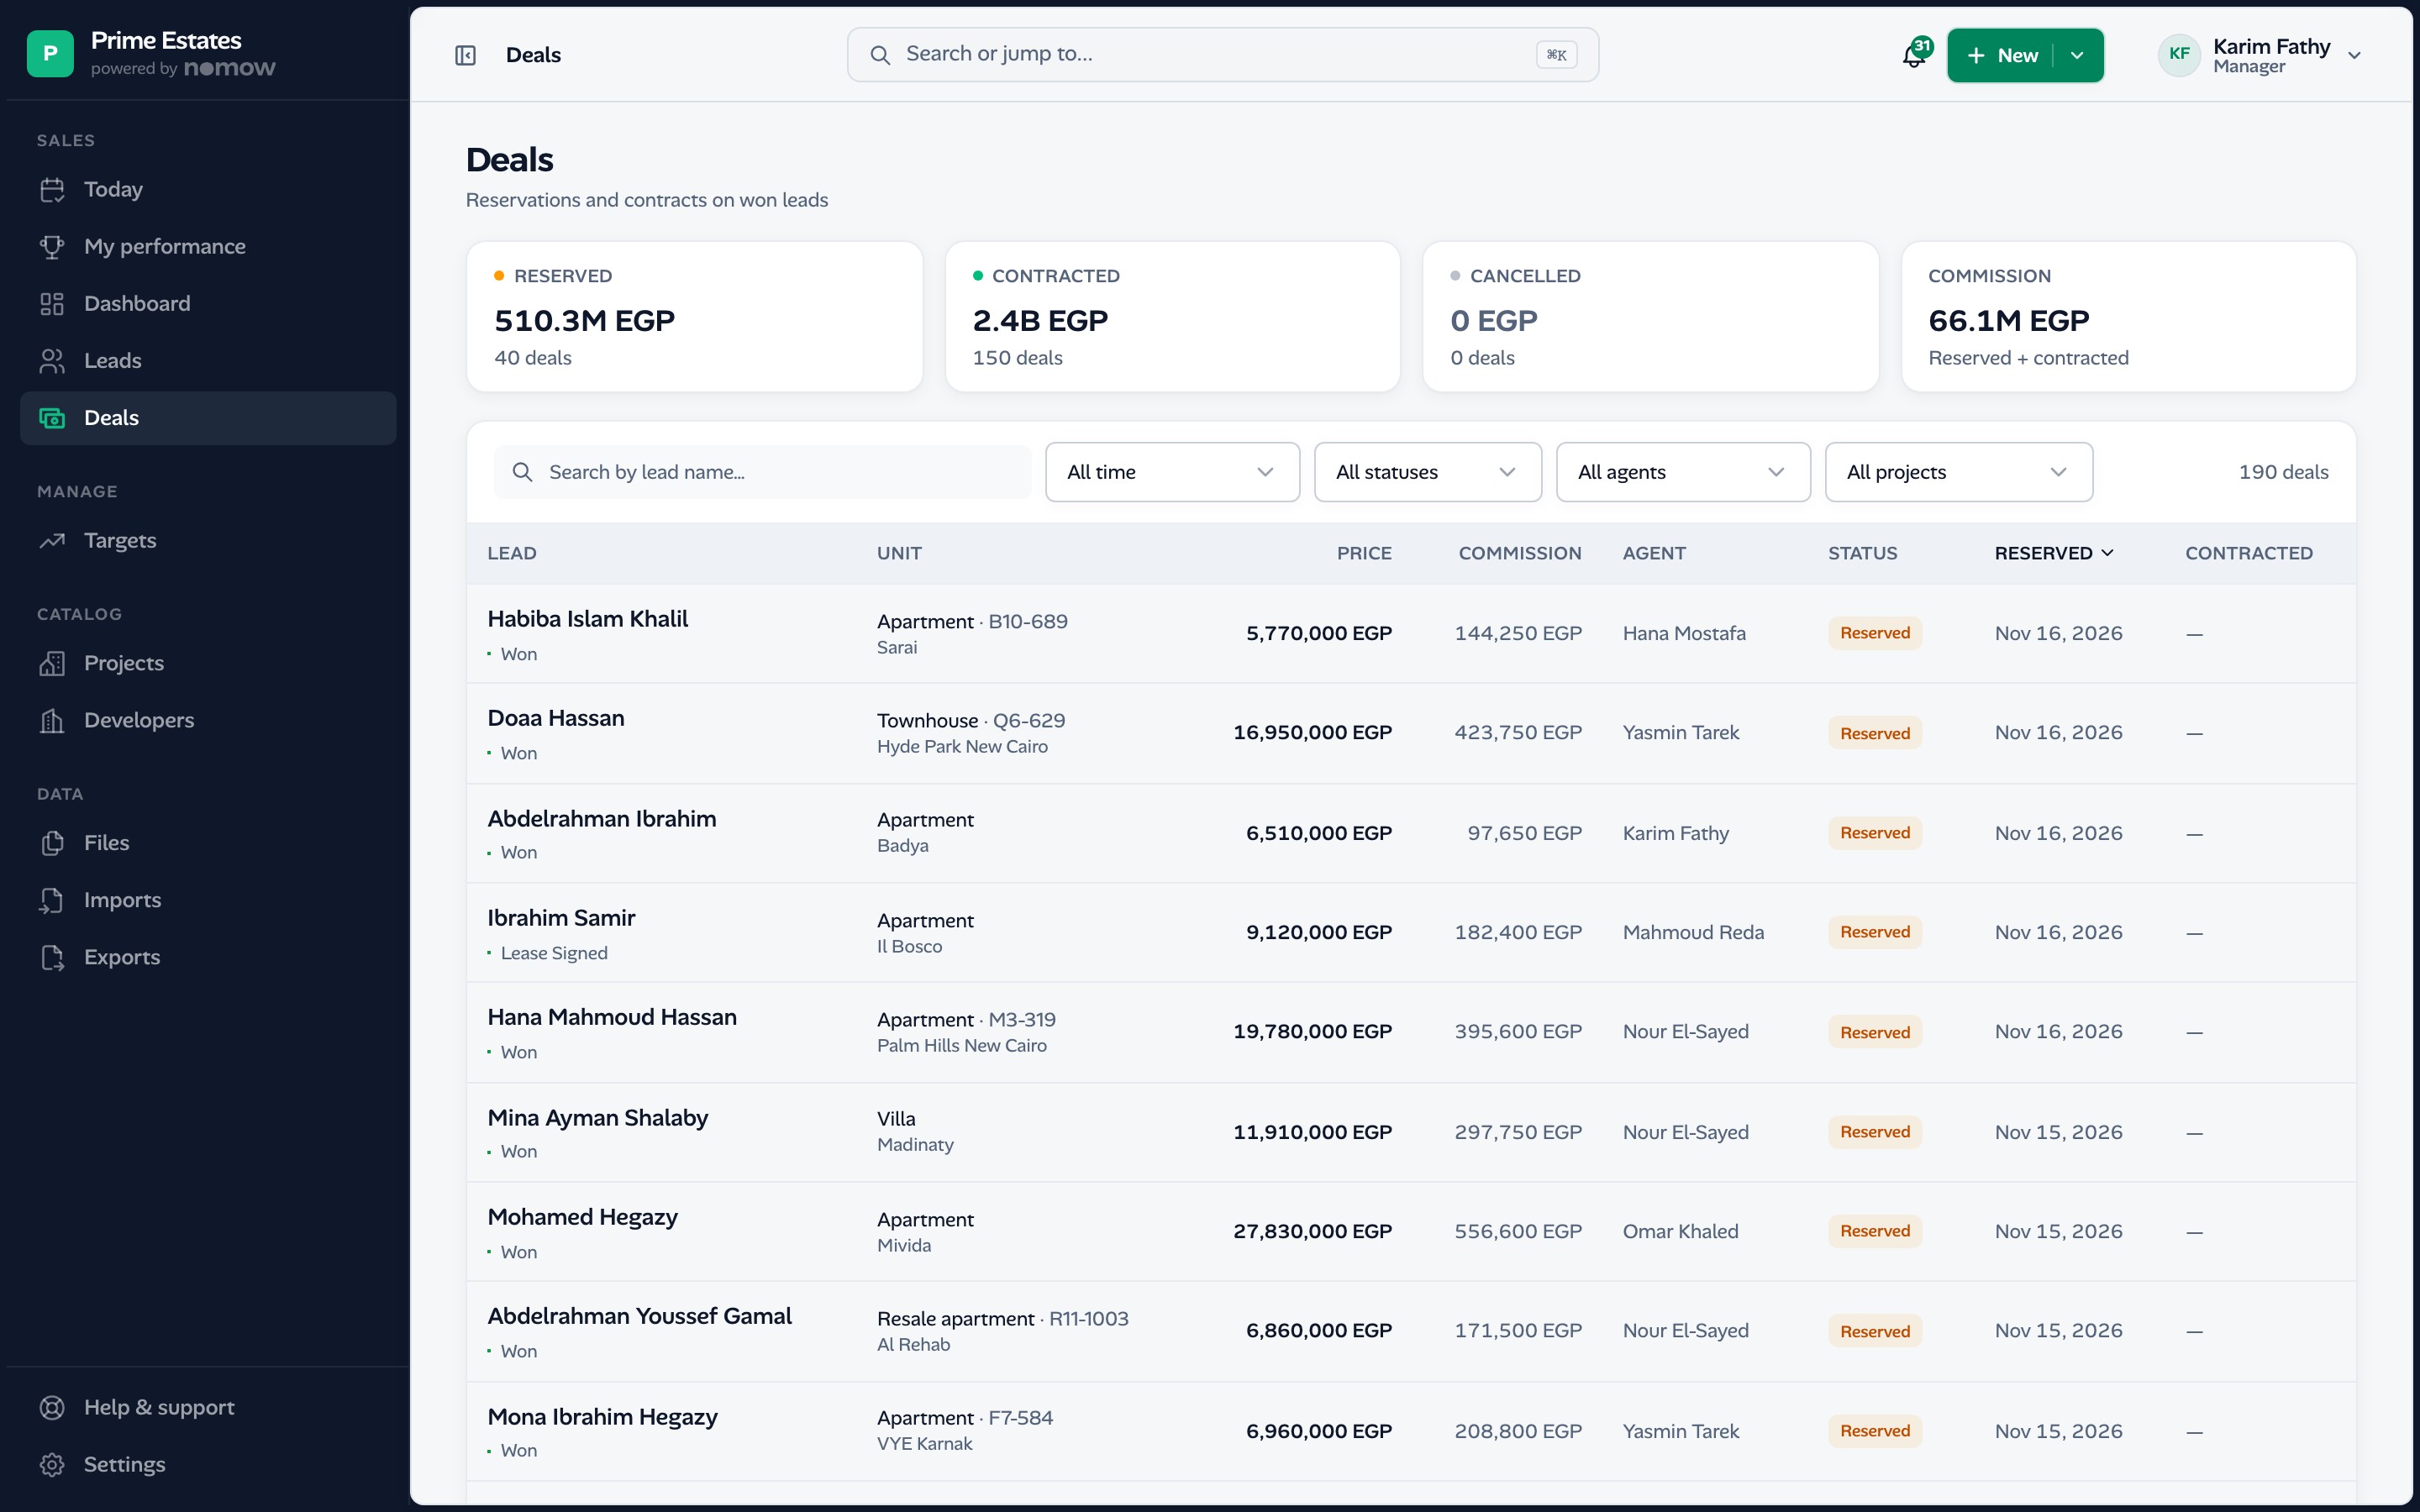 P
Prime Estates
powered by nomow
SALES
Today
My performance
Dashboard
Leads
Deals
MANAGE
Targets
CATALOG
Projects
Developers
DATA
Files
Imports
Exports
Help & support
Settings
Deals
Search or jump to...
⌘K
31
New
KF
Karim Fathy
Manager
Deals
Reservations and contracts on won leads
RESERVED
510.3M EGP
40 deals
CONTRACTED
2.4B EGP
150 deals
CANCELLED
0 EGP
0 deals
COMMISSION
66.1M EGP
Reserved + contracted
Search by lead name...
All time
All statuses
All agents
All projects
190 deals
LEAD UNIT PRICE COMMISSION AGENT STATUS RESERVED CONTRACTED
Habiba Islam Khalil
Won
Apartment · B10-689
Sarai
5,770,000 EGP 144,250 EGP Hana Mostafa Reserved Nov 16, 2026 —
Doaa Hassan
Won
Townhouse · Q6-629
Hyde Park New Cairo
16,950,000 EGP 423,750 EGP Yasmin Tarek Reserved Nov 16, 2026 —
Abdelrahman Ibrahim
Won
Apartment
Badya
6,510,000 EGP 97,650 EGP Karim Fathy Reserved Nov 16, 2026 —
Ibrahim Samir
Lease Signed
Apartment
Il Bosco
9,120,000 EGP 182,400 EGP Mahmoud Reda Reserved Nov 16, 2026 —
Hana Mahmoud Hassan
Won
Apartment · M3-319
Palm Hills New Cairo
19,780,000 EGP 395,600 EGP Nour El-Sayed Reserved Nov 16, 2026 —
Mina Ayman Shalaby
Won
Villa
Madinaty
11,910,000 EGP 297,750 EGP Nour El-Sayed Reserved Nov 15, 2026 —
Mohamed Hegazy
Won
Apartment
Mivida
27,830,000 EGP 556,600 EGP Omar Khaled Reserved Nov 15, 2026 —
Abdelrahman Youssef Gamal
Won
Resale apartment · R11-1003
Al Rehab
6,860,000 EGP 171,500 EGP Nour El-Sayed Reserved Nov 15, 2026 —
Mona Ibrahim Hegazy
Won
Apartment · F7-584
VYE Karnak
6,960,000 EGP 208,800 EGP Yasmin Tarek Reserved Nov 15, 2026 —